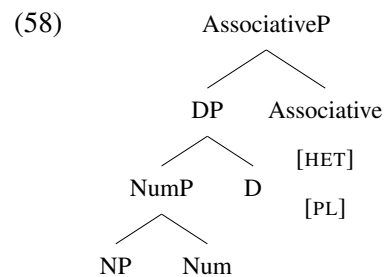 (58) AssociativeP
DP Associative
[HET]
NumP D [PL]
NP Num